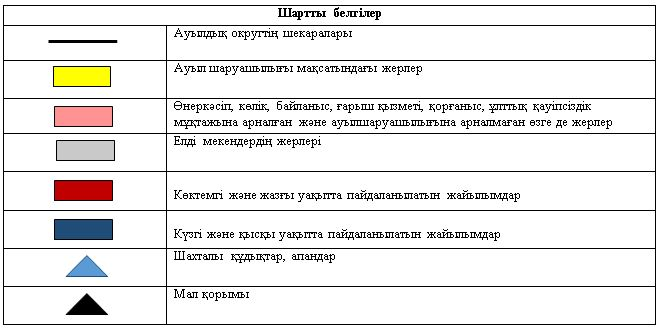 Шартты белгілер
Ауылдық округтің шекаралары
Ауыл шаруашылығы мақсатындағы жерлер
Өнеркәсіп, көлік, байланыс, ғарыш қызметі, қорғаныс, ұлттық қауіпсіздік
мұқтажына арналған және ауылшаруашылығына арналмаған өзге де жерлер
Елді мекендердің жерлері
Көктемгі және жазғы уақытта пайдаланылатын жайылымдар
Күзгі және қысқы уақытта пайдаланылатын жайылымдар
Шахталы құдықтар, апандар
Мал қорымы